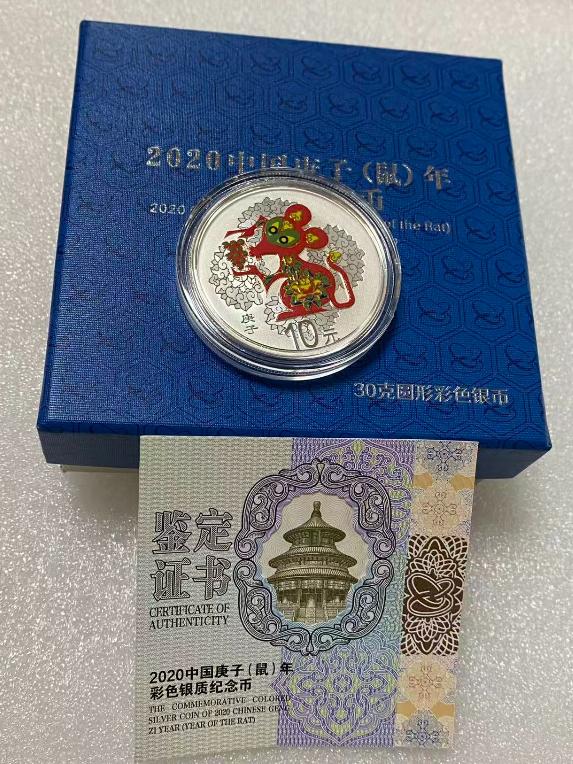 2020中国庚子（鼠）年
币
2020
of the Rat)
庚子
10元
30克圆形彩色银币
鉴定
证书
CERTIFICATE OF
AUTHENTICITY
2020中国庚子（鼠）年
彩色银质纪念币
THE COMMEMORATIVE COLORED
SILVER COIN OF 2020 CHINESE GENG
ZI YEAR (YEAR OF THE RAT)